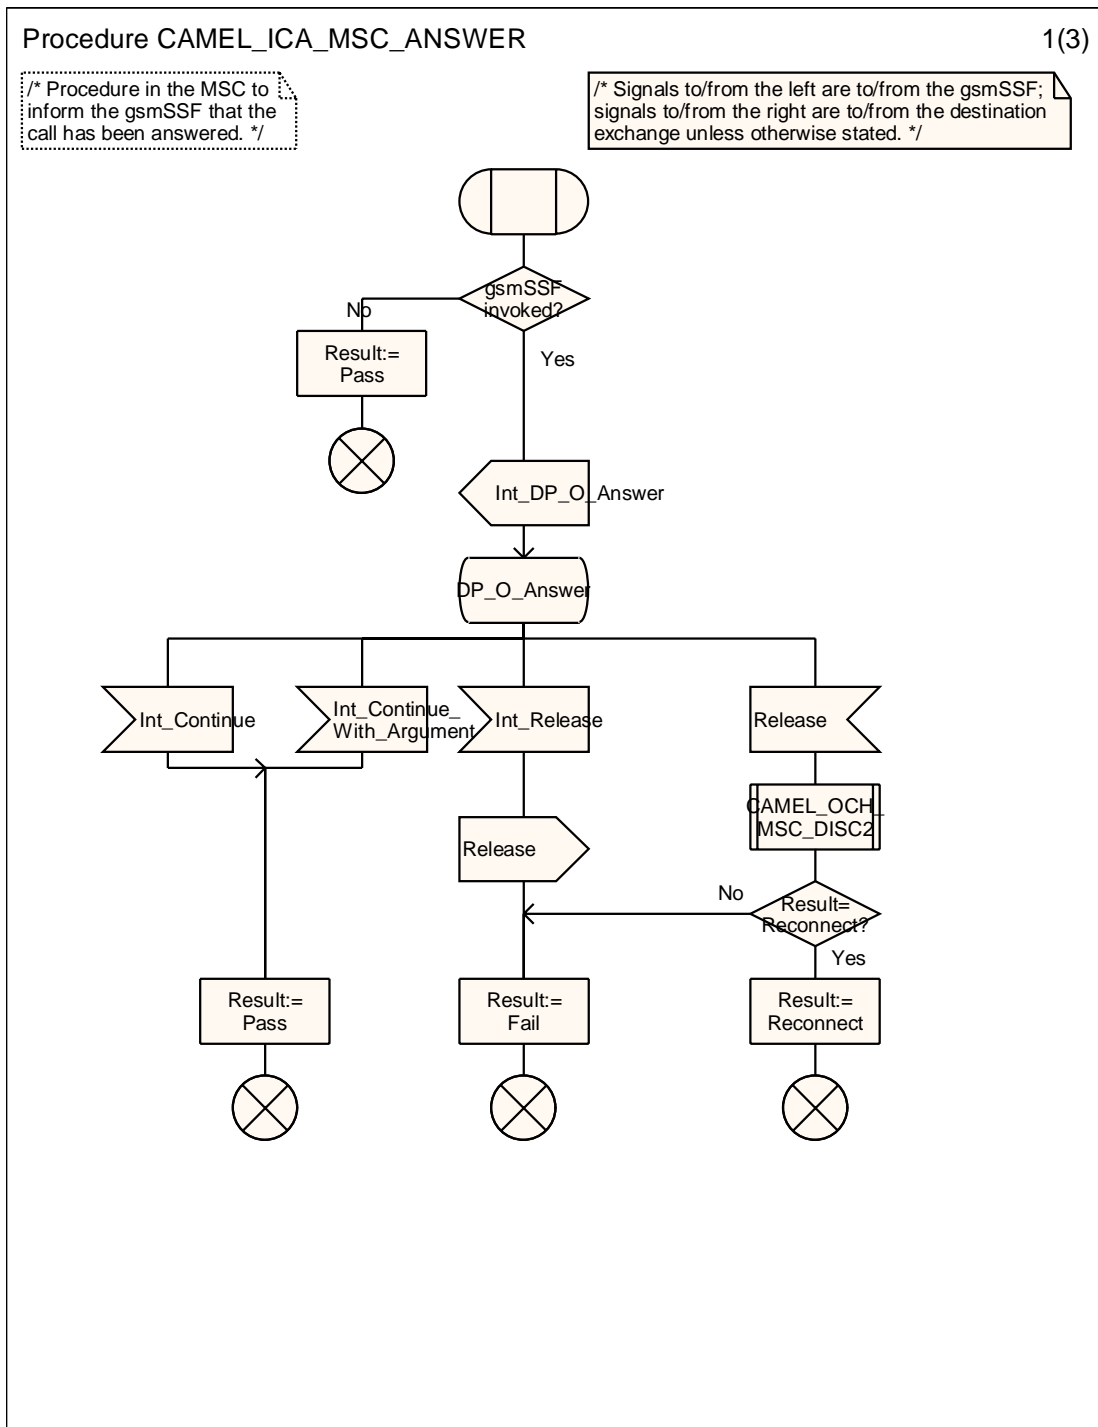 Procedure CAMEL_ICA_MSC_ANSWER
1(3)
/* Procedure in the MSC to
inform the gsmSSF that the
call has been answered. */
/* Signals to/from the left are to/from the gsmSSF;
signals to/from the right are to/from the destination
exchange unless otherwise stated. */
gsmSSF
invoked?
No
Yes
Result:=
Pass
Int_DP_O_Answer
DP_O_Answer
Int_Continue
Int_Continue_
With_Argument
Int_Release
Release
CAMEL_OCH_
MSC_DISC2
Release
No
Result=
Reconnect?
Yes
Result:=
Pass
Result:=
Fail
Result:=
Reconnect